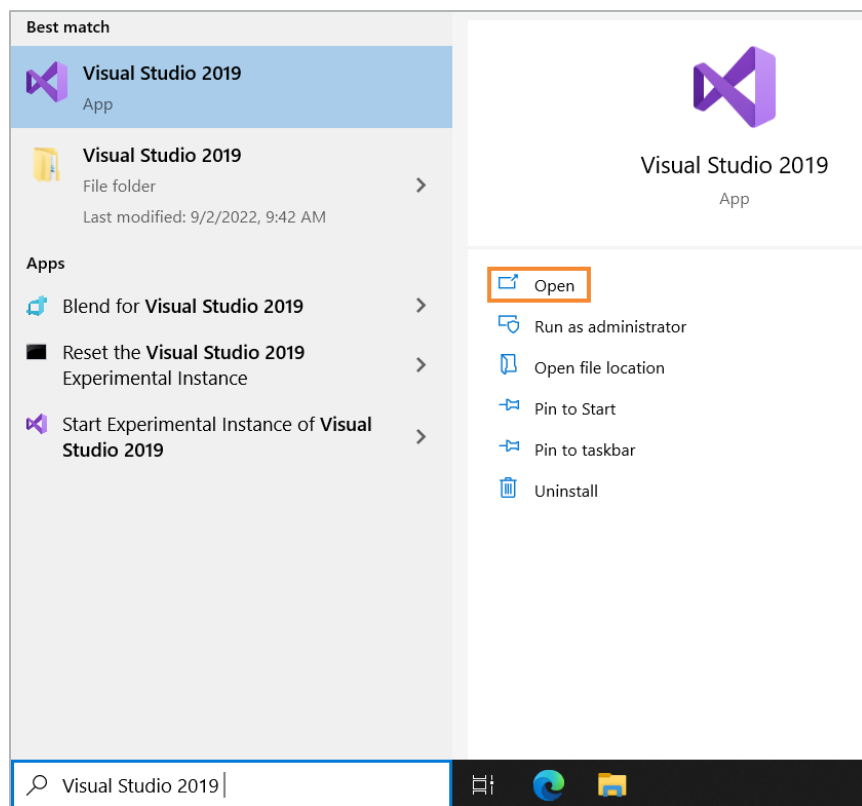 Best match
Visual Studio 2019
App
Visual Studio 2019
File folder
Last modified: 9/2/2022, 9:42 AM
Apps
Blend for Visual Studio 2019
Reset the Visual Studio 2019
Experimental Instance
Start Experimental Instance of Visual
Studio 2019
Visual Studio 2019
Visual Studio 2019
App
Open
Run as administrator
Open file location
Pin to Start
Pin to taskbar
Uninstall